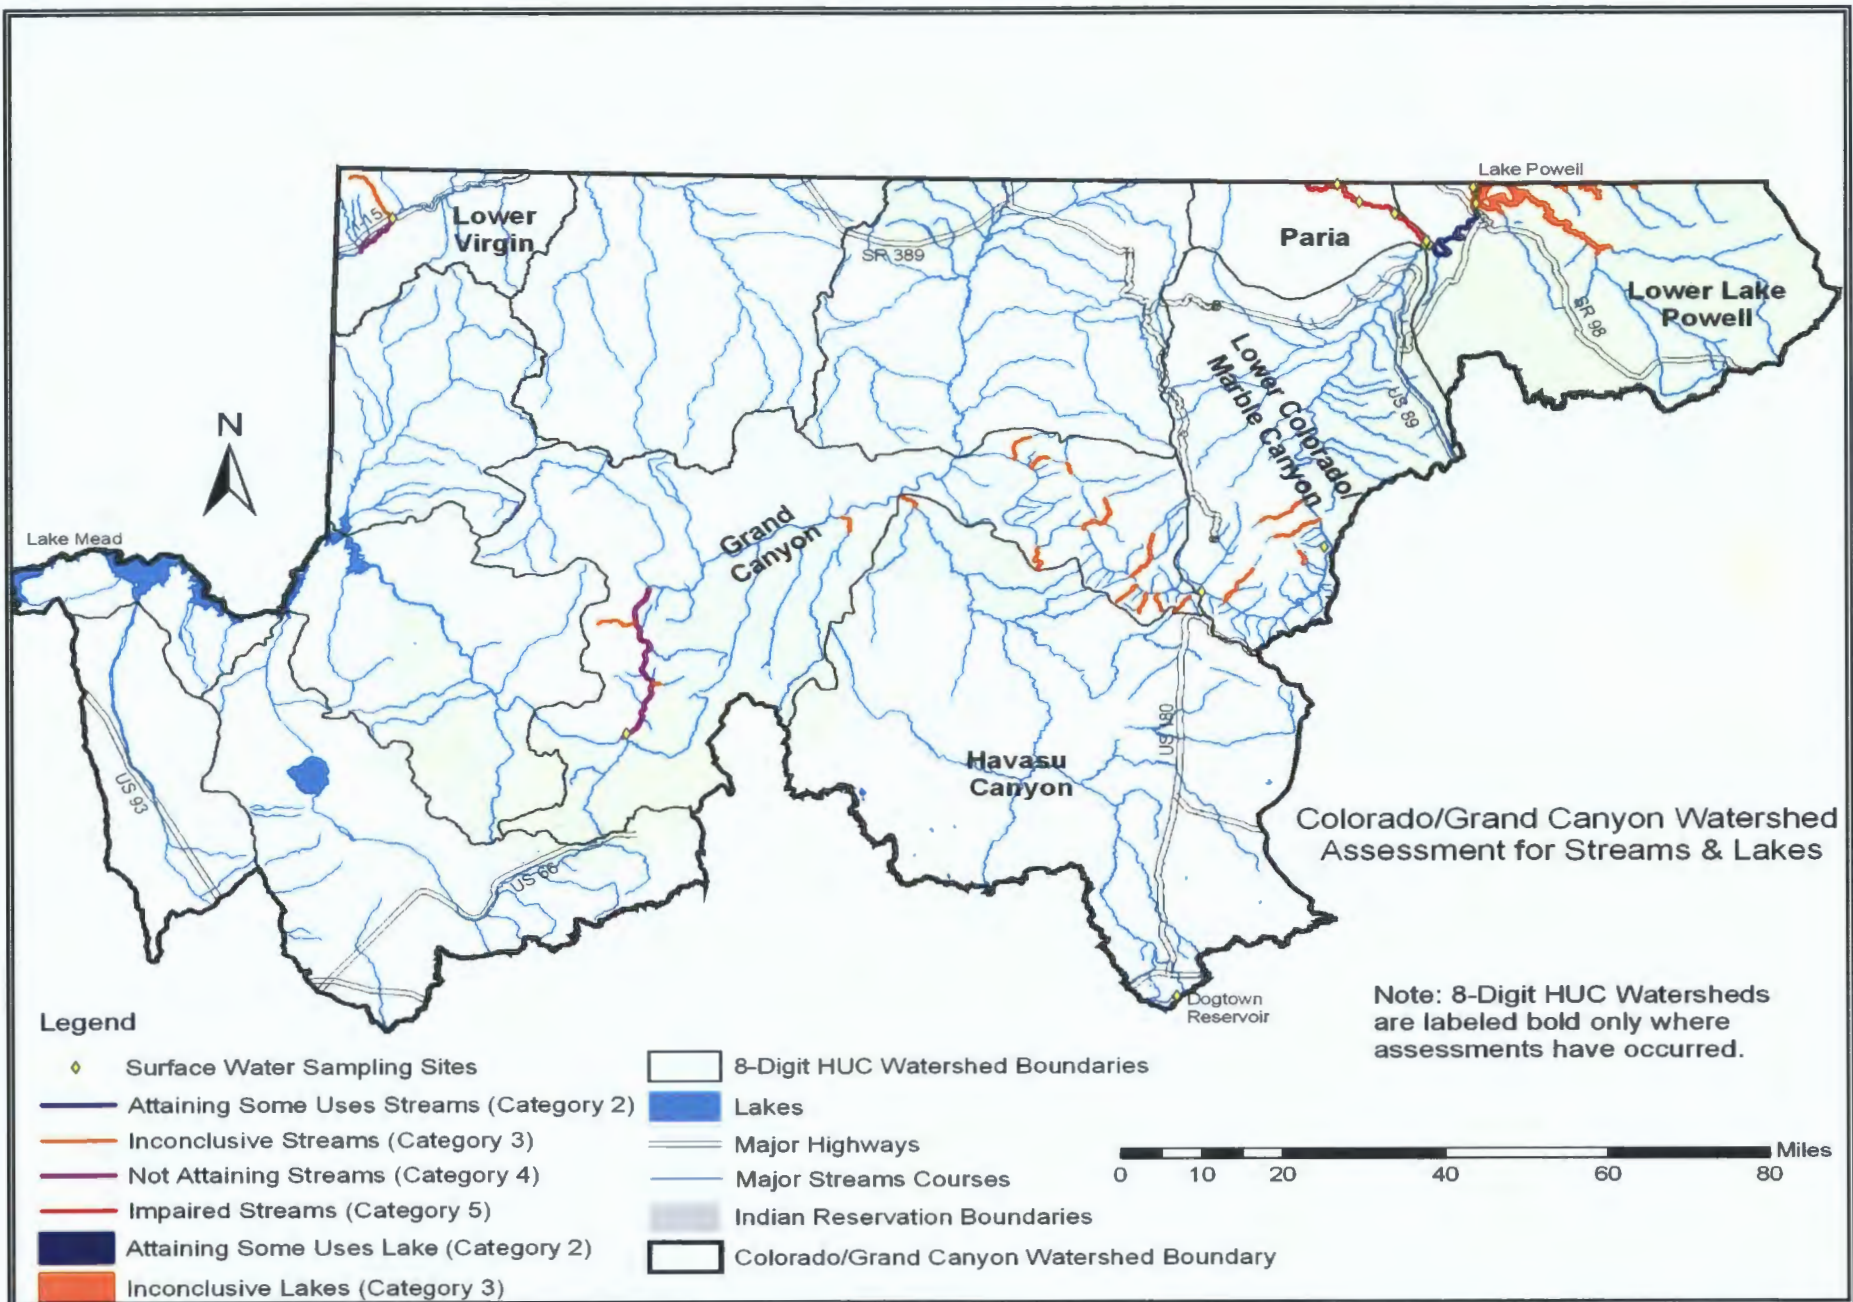 Lake Powell
I-15
Lower
Virgin
SR 389
Paria
Lower Lake
Powell
SR 98
Lower Colorado/
Marble Canyon
US 89
N
Lake Mead
Grand
Canyon
US 180
Havasu
Canyon
US 93
US 66
Colorado/Grand Canyon Watershed
Assessment for Streams & Lakes
Dogtown
Reservoir
Note: 8-Digit HUC Watersheds
are labeled bold only where
assessments have occurred.
Legend
Surface Water Sampling Sites
Attaining Some Uses Streams (Category 2)
Inconclusive Streams (Category 3)
Not Attaining Streams (Category 4)
Impaired Streams (Category 5)
Attaining Some Uses Lake (Category 2)
Inconclusive Lakes (Category 3)
8-Digit HUC Watershed Boundaries
Lakes
Major Highways
Major Streams Courses
Indian Reservation Boundaries
Colorado/Grand Canyon Watershed Boundary
Miles
0 10 20 40 60 80